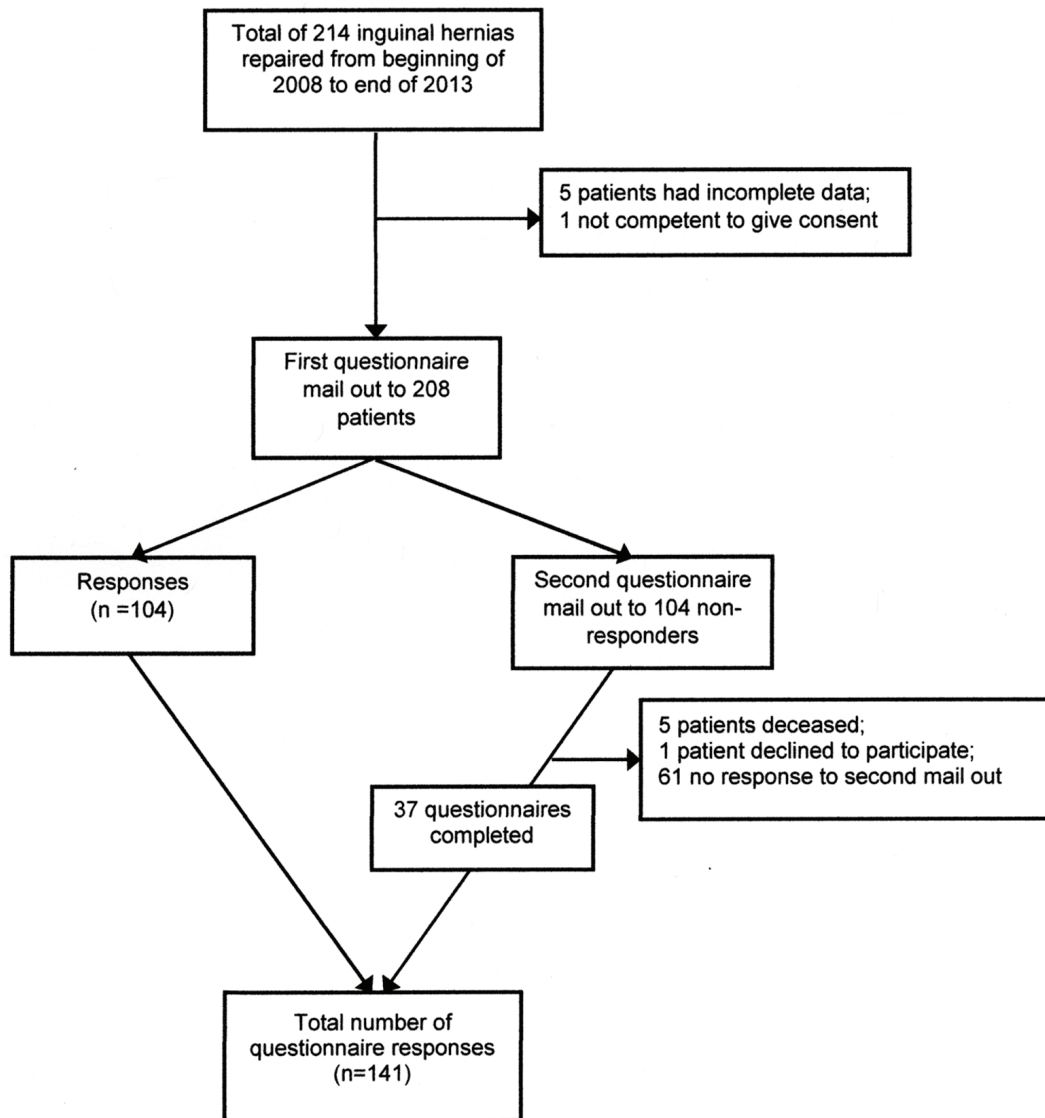 Total of 214 inguinal hernias
repaired from beginning of
2008 to end of 2013
5 patients had incomplete data;
1 not competent to give consent
First questionnaire
mail out to 208
patients
Responses
(n =104)
Second questionnaire
mail out to 104 non-
responders
5 patients deceased;
1 patient declined to participate;
61 no response to second mail out
37 questionnaires
completed
Total number of
questionnaire responses
(n=141)